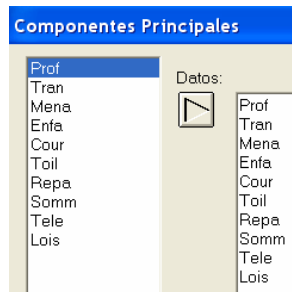 Componentes Principales
Prof
Tran
Mena
Enfa
Cour
Toil
Repa
Somm
Tele
Lois
Datos:
Prof
Tran
Mena
Enfa
Cour
Toil
Repa
Somm
Tele
Lois